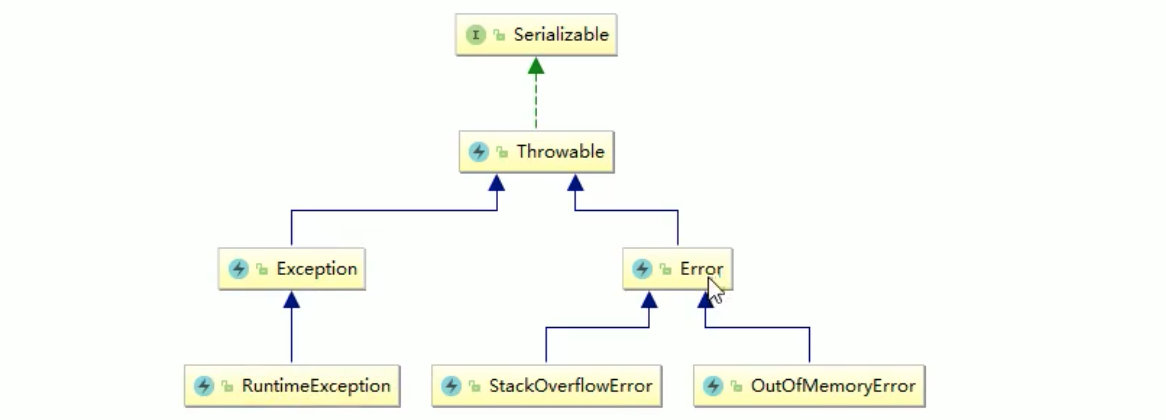 I Serializable
Throwable
Exception
Error
RuntimeException
StackOverflowError
OutOfMemoryError